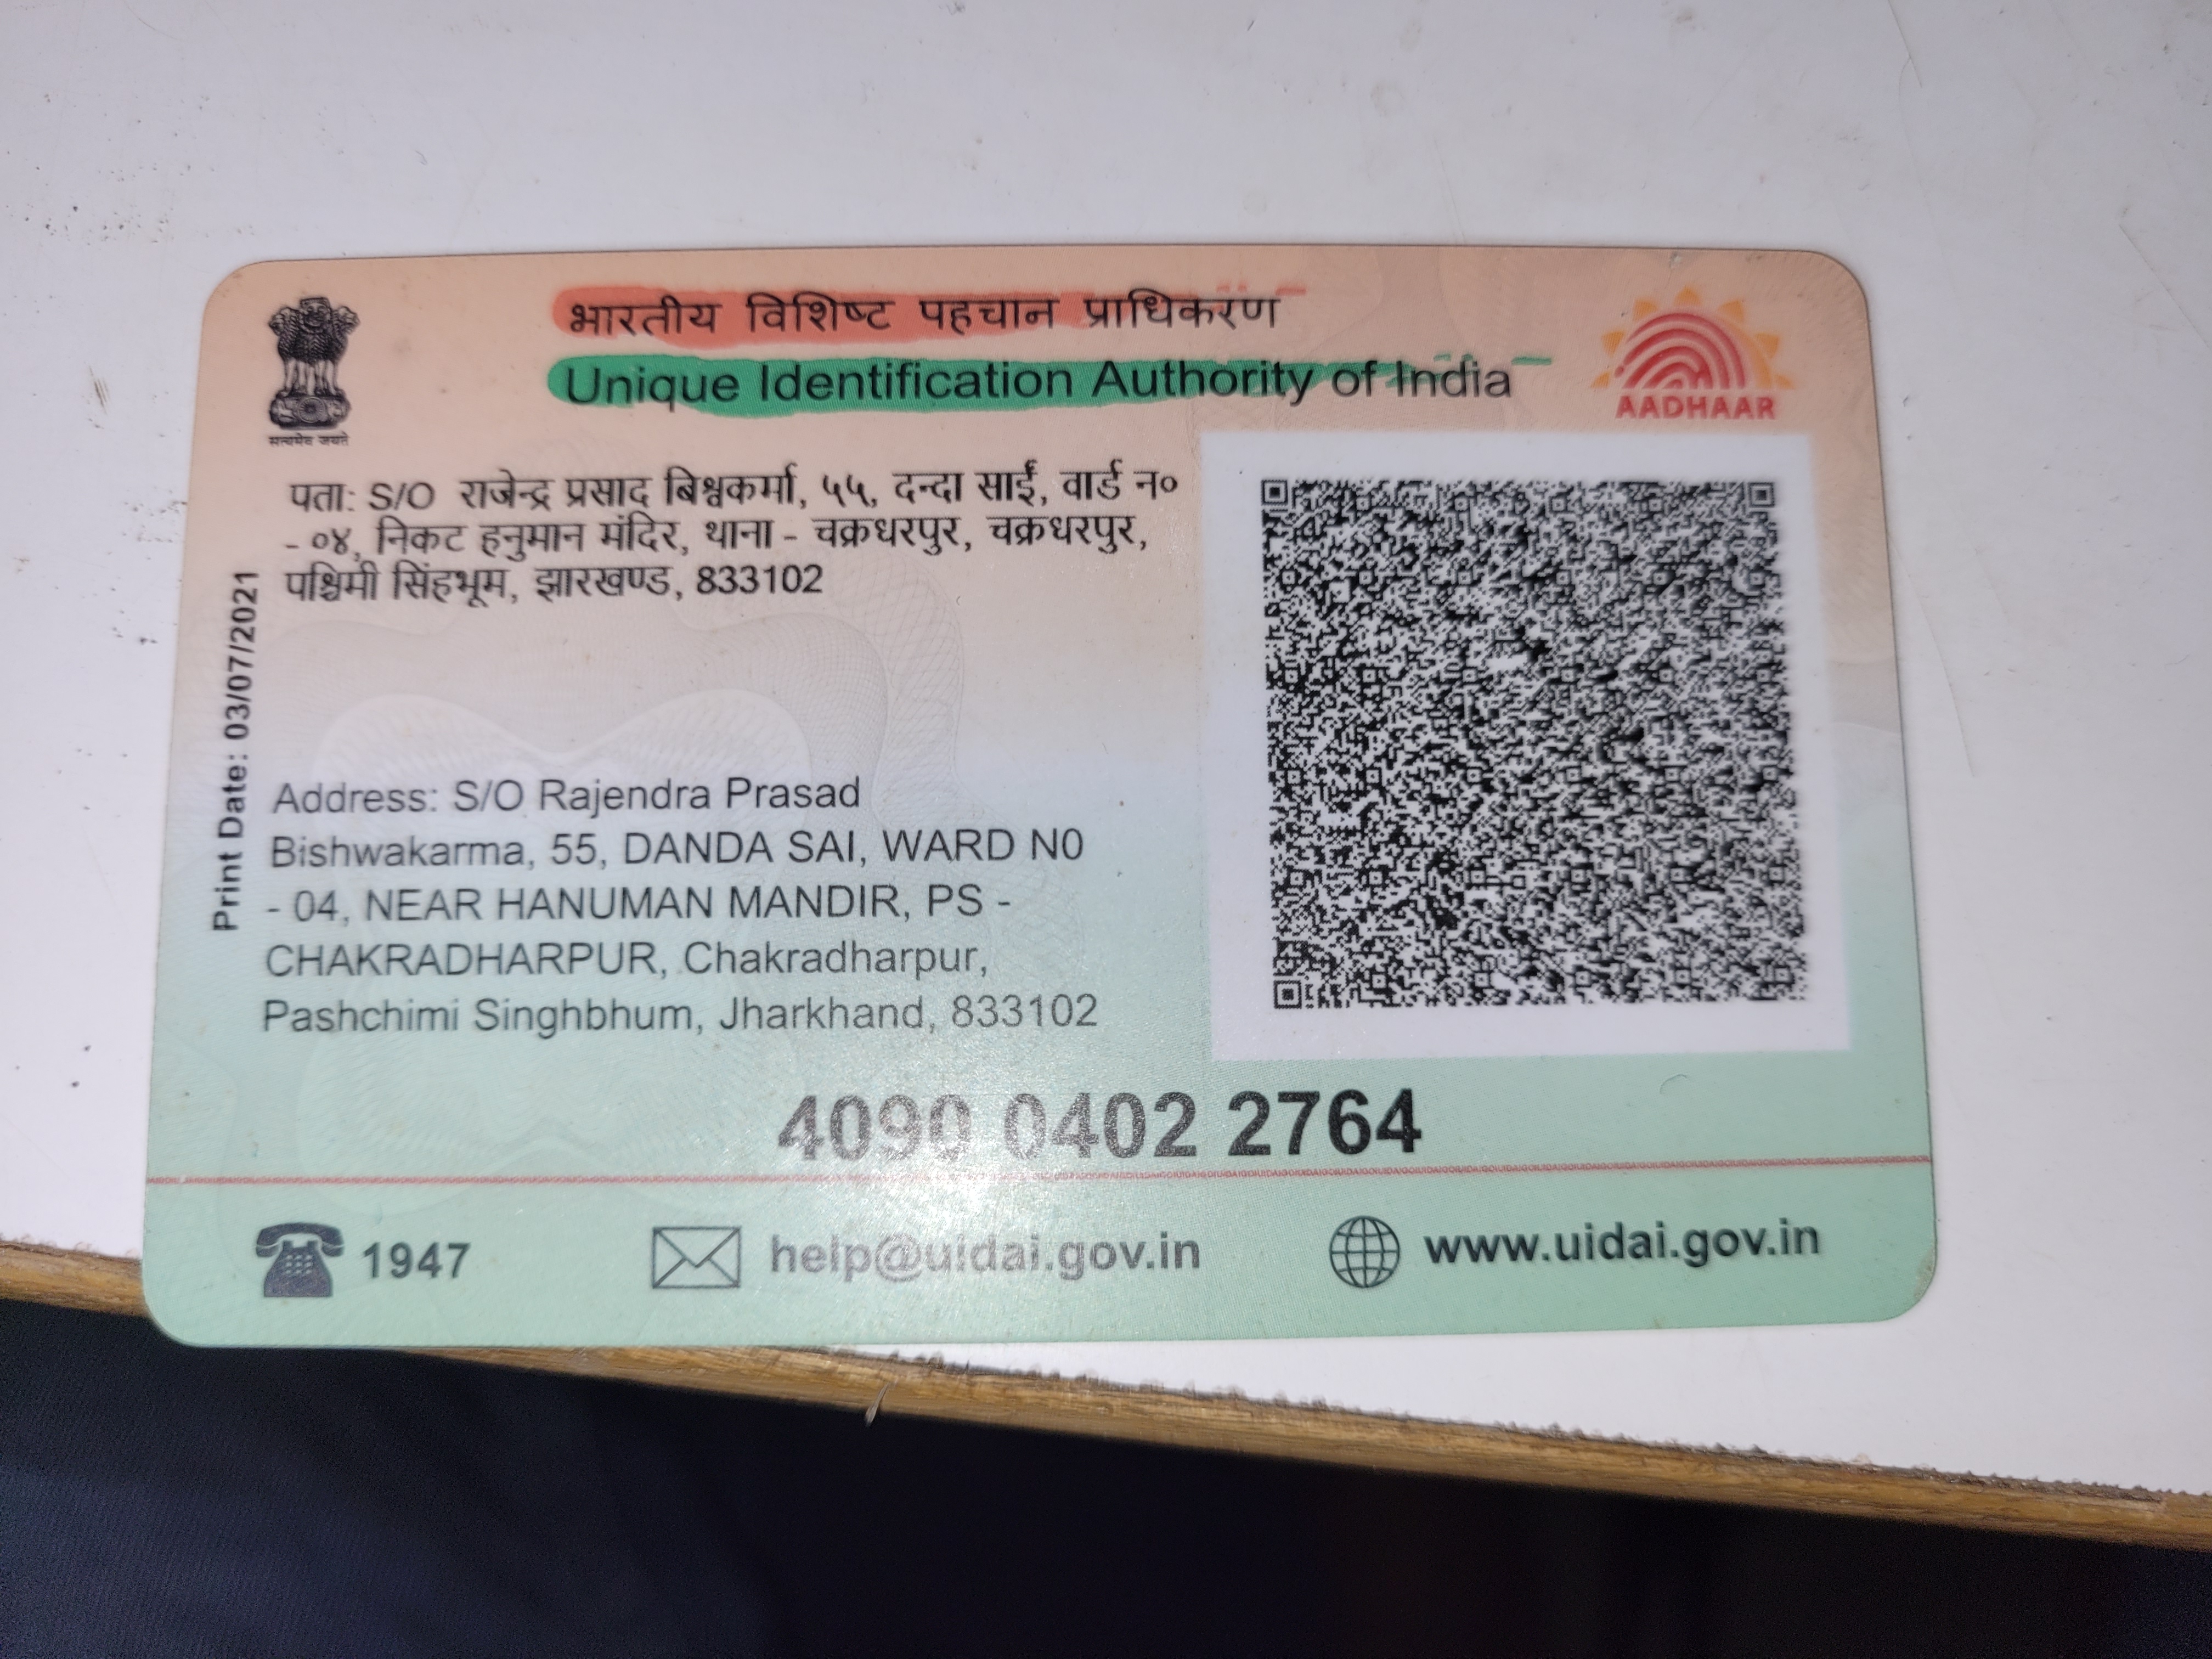 भारतीय विशिष्ट पहचान प्राधिकरण
Unique Identification Authority of India
AADHAAR
सत्यमेव जयते
पता: S/O राजेन्द्र प्रसाद बिश्वकर्मा, ५५, दन्दा साईं, वार्ड न०
- ०४, निकट हनुमान मंदिर, थाना - चक्रधरपुर, चक्रधरपुर,
पश्चिमी सिंहभूम, झारखण्ड, 833102
Print Date: 03/07/2021
Address: S/O Rajendra Prasad
Bishwakarma, 55, DANDA SAI, WARD N0
- 04, NEAR HANUMAN MANDIR, PS -
CHAKRADHARPUR, Chakradharpur,
Pashchimi Singhbhum, Jharkhand, 833102
4090 0402 2764
1947
help@uidai.gov.in
www.uidai.gov.in